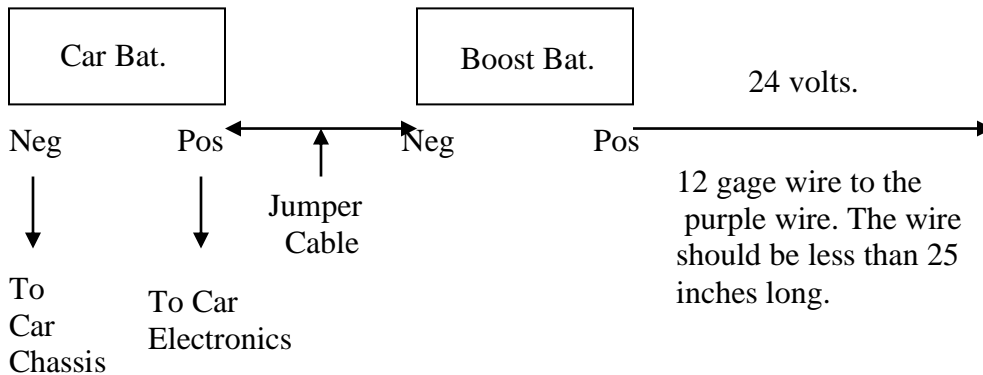 Car Bat.
Boost Bat.
24 volts.
Neg
Pos
Neg
Pos
Jumper
Cable
12 gage wire to the
purple wire. The wire
should be less than 25
inches long.
To
Car
Chassis
To Car
Electronics